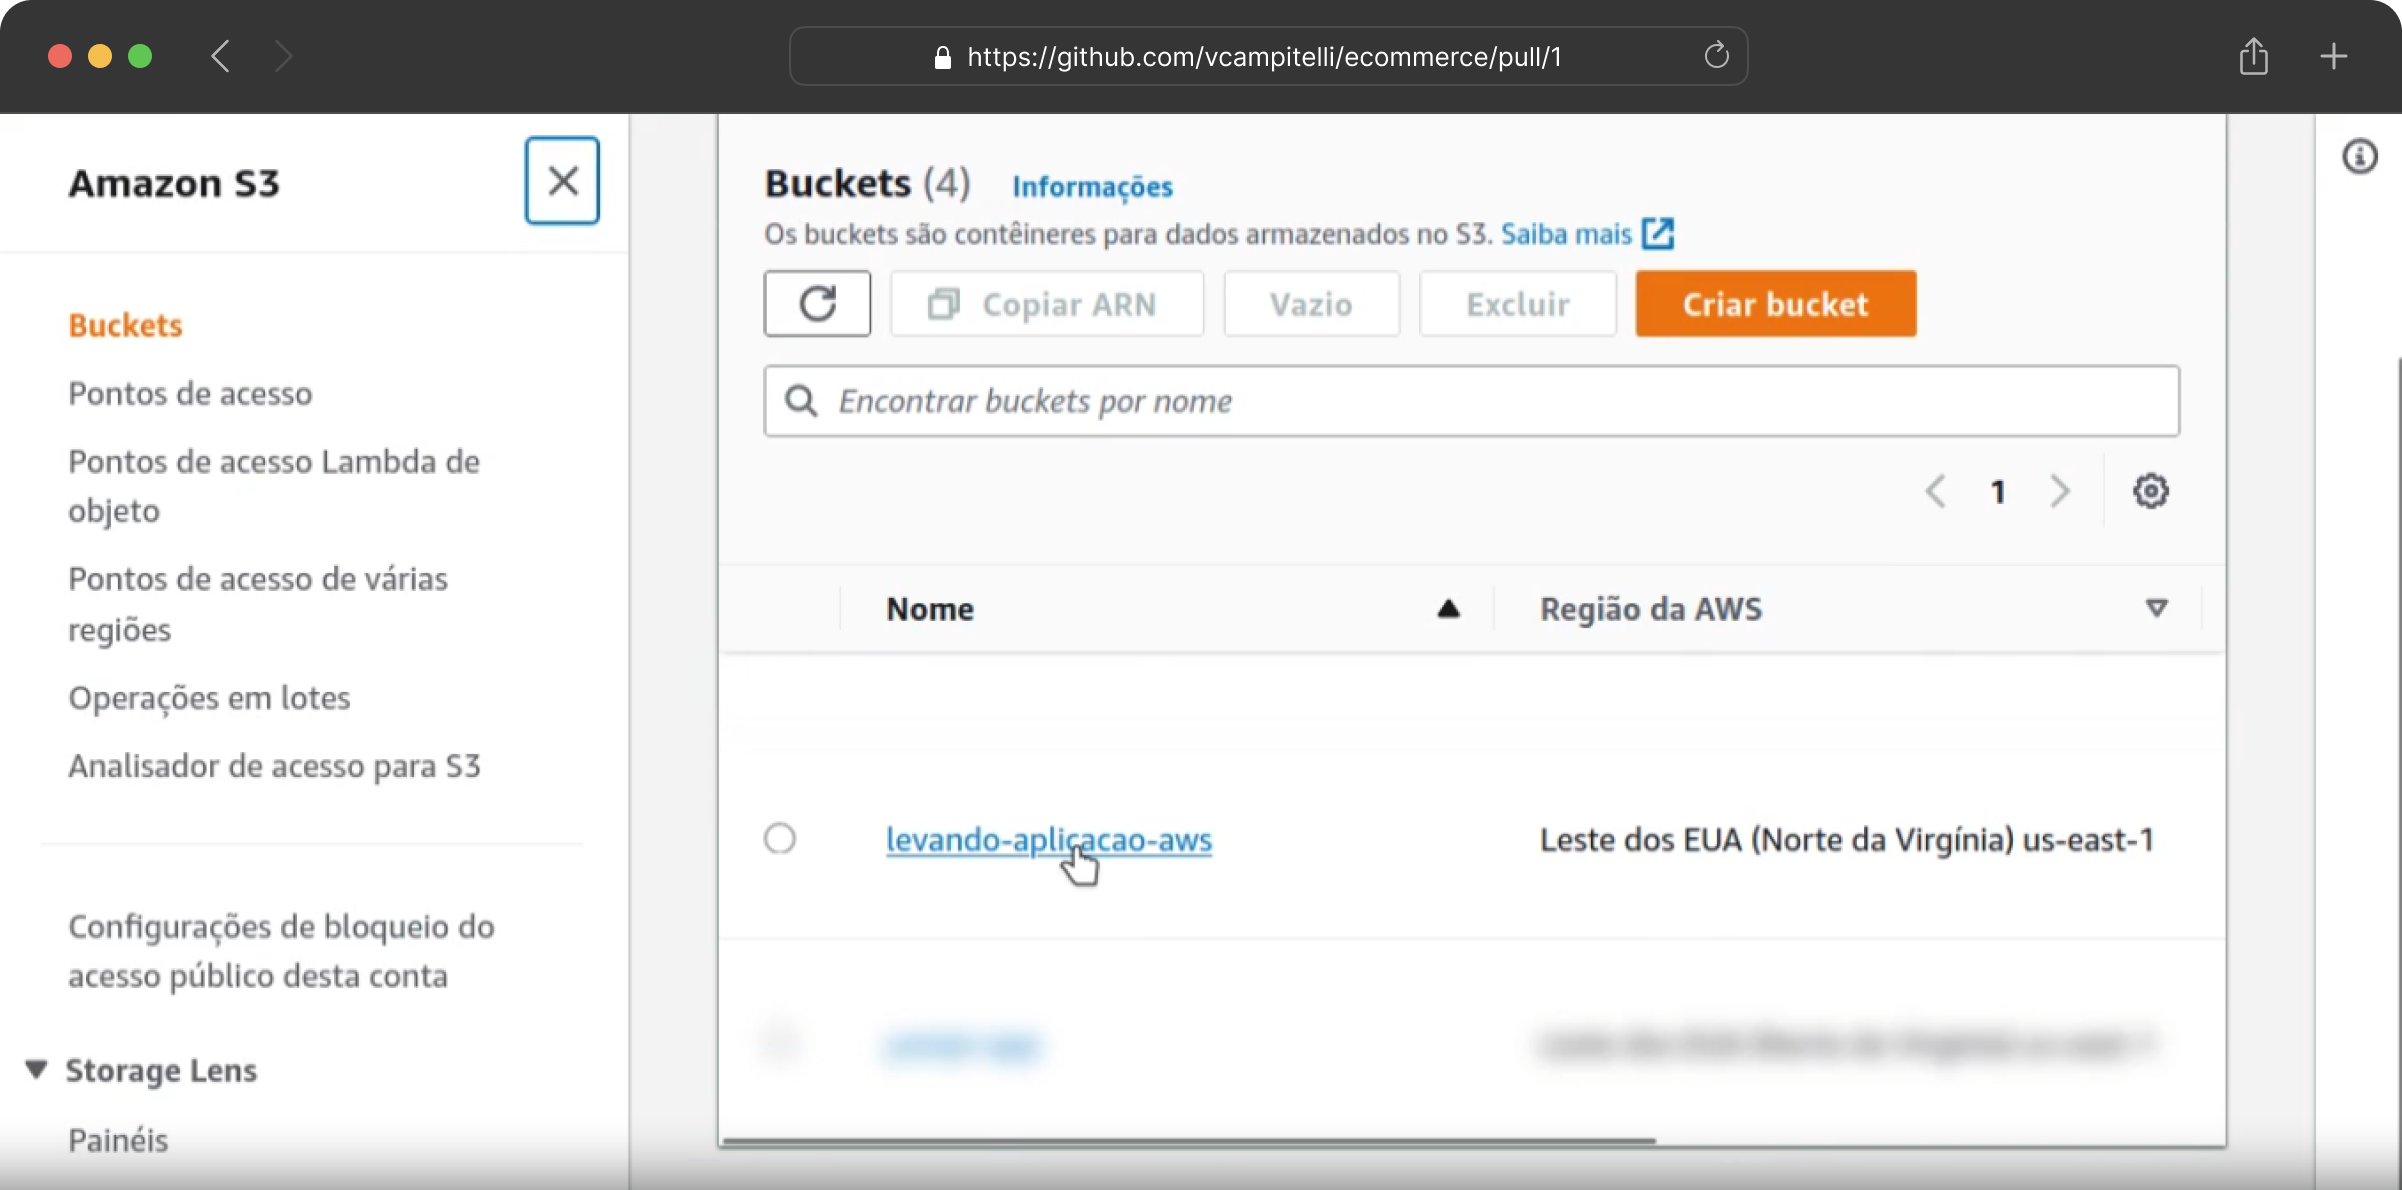 https://github.com/vcampitelli/ecommerce/pull/1
Amazon S3
Buckets
Pontos de acesso
Pontos de acesso Lambda de
objeto
Pontos de acesso de várias
regiões
Operações em lotes
Analisador de acesso para S3
Configurações de bloqueio do
acesso público desta conta
Storage Lens
Painéis
Buckets (4) Informações
Os buckets são contêineres para dados armazenados no S3. Saiba mais
Copiar ARN Vazio Excluir Criar bucket
Encontrar buckets por nome
1
Nome Região da AWS
levando-aplicacao-aws Leste dos EUA (Norte da Virgínia) us-east-1